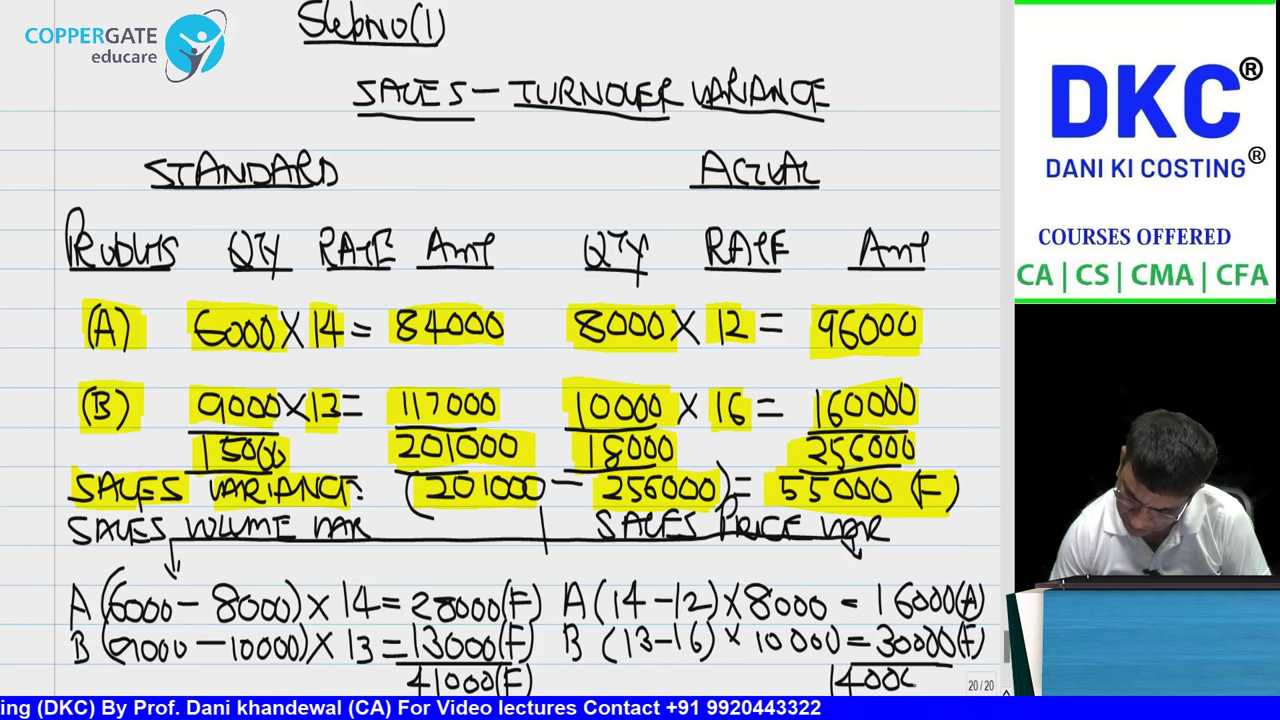 COPPERGATE
educare
StepNo(1)
SALES - TURNOVER VARIANCE
STANDARD ACTUAL
PRODUCTS QTY RATE Amt QTY RATE Amt
(A) 6000 X 14 = 84000 8000 X 12 = 96000
(B) 9000 X 13 = 117000 10000 X 16 = 160000
15000 201000 18000 256000
SALES VARIANCE (201000 - 256000) = 55000 (F)
SALES VOLUME VAR SALES PRICE VAR
A (6000 - 8000) X 14 = 28000 (F) A (14 - 12) X 8000 = 16000 (A)
B (9000 - 10000) X 13 = 13000 (F) B (13 - 16) X 10000 = 30000 (F)
41000 (F) 14000
20 / 20
DKC®
DANI KI COSTING®
COURSES OFFERED
CA | CS | CMA | CFA
ing (DKC) By Prof. Dani khandewal (CA) For Video lectures Contact +91 9920443322